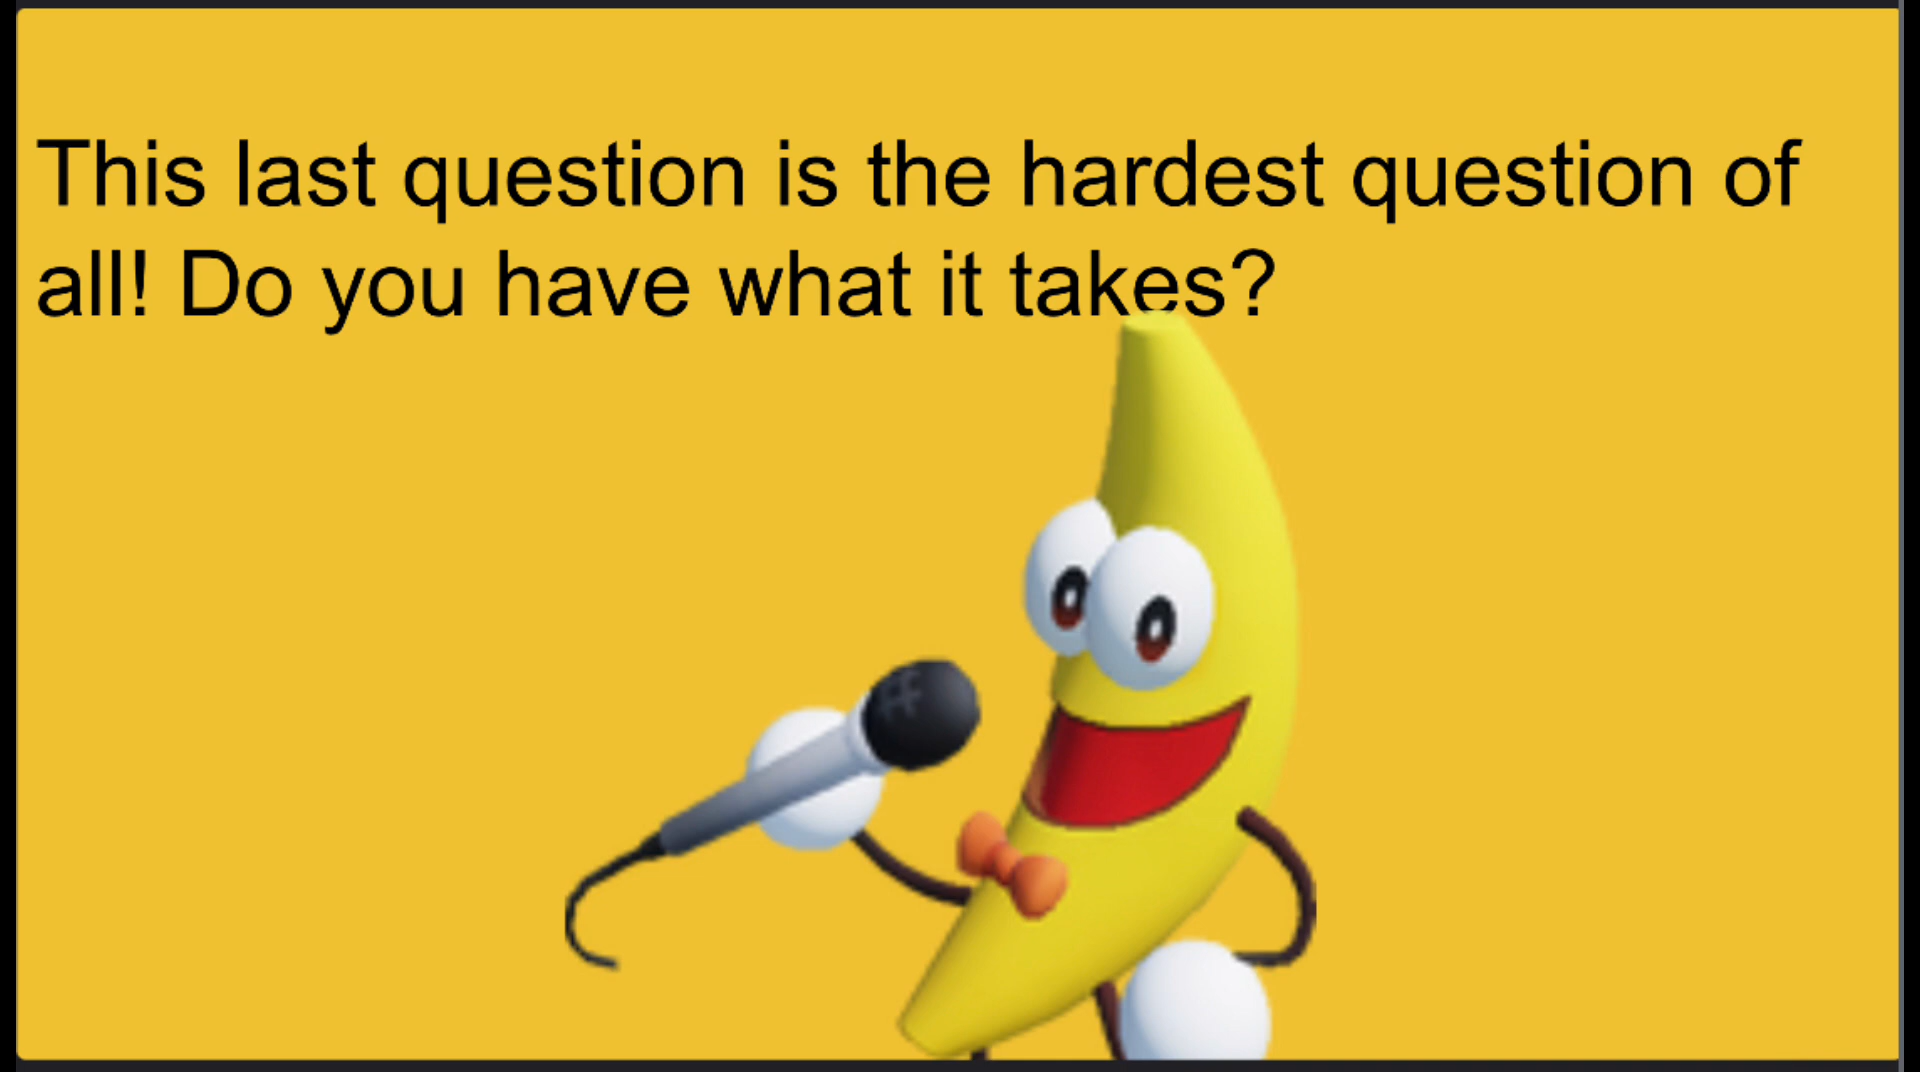 This last question is the hardest question of
all! Do you have what it takes?